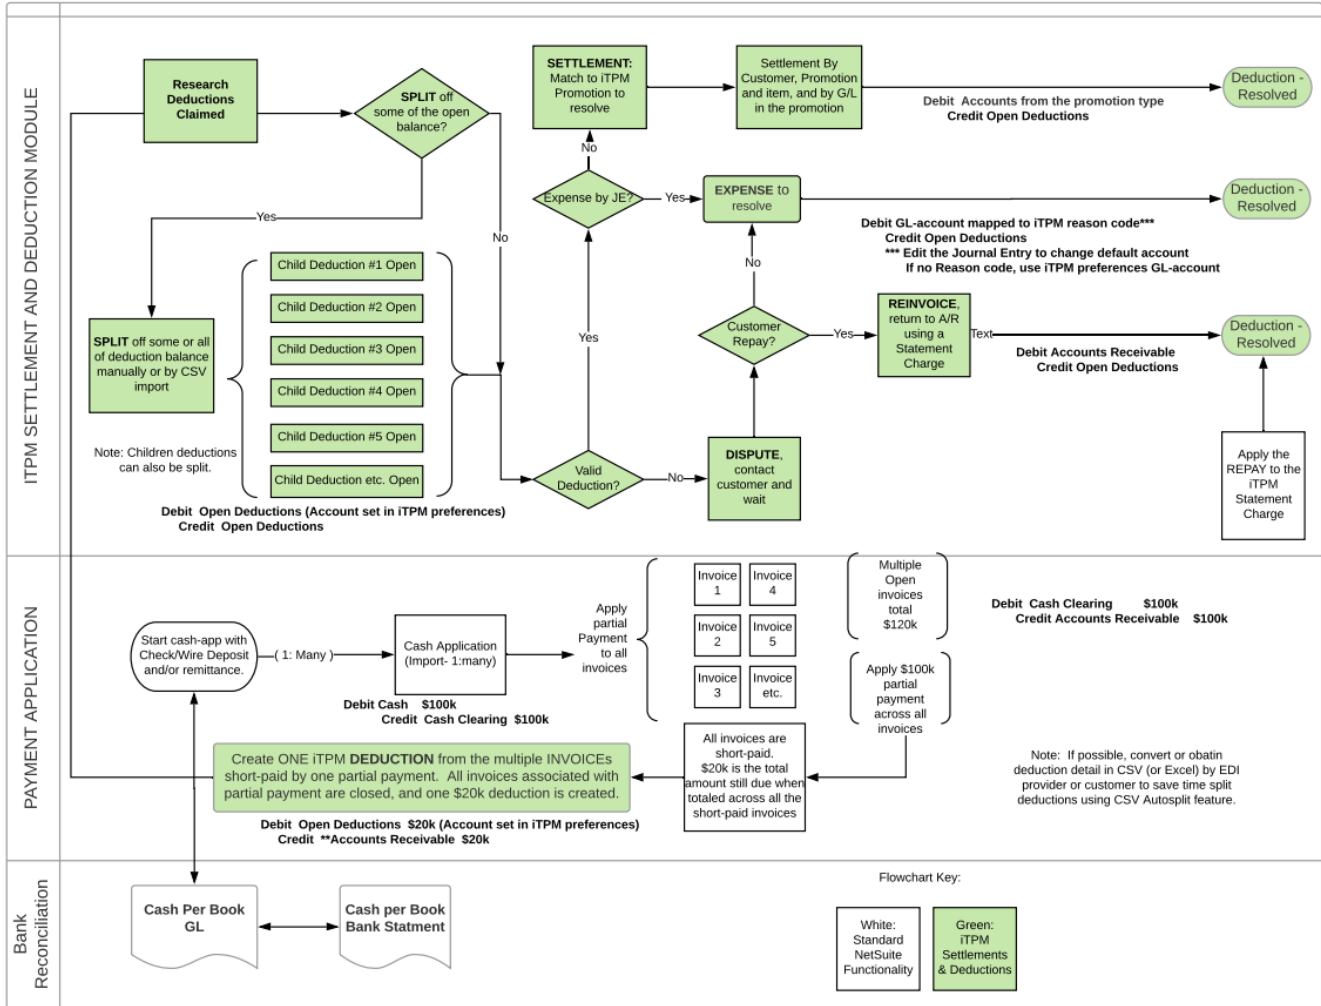 ITPM SETTLEMENT AND DEDUCTION MODULE
Research
Deductions
Claimed
SPLIT off
some of the open
balance?
Yes
No
SPLIT off some or all
of deduction balance
manually or by CSV
import
Note: Children deductions
can also be split.
Child Deduction #1 Open
Child Deduction #2 Open
Child Deduction #3 Open
Child Deduction #4 Open
Child Deduction #5 Open
Child Deduction etc. Open
Debit  Open Deductions (Account set in iTPM preferences)
Credit  Open Deductions
Valid
Deduction?
Yes
No
Expense by JE?
No
Yes
SETTLEMENT:
Match to iTPM
Promotion to
resolve
Settlement By
Customer, Promotion
and item, and by G/L
in the promotion
Debit  Accounts from the promotion type
Credit Open Deductions
Deduction -
Resolved
EXPENSE to
resolve
Debit GL-account mapped to iTPM reason code***
Credit Open Deductions
*** Edit the Journal Entry to change default account
If no Reason code, use iTPM preferences GL-account
Deduction -
Resolved
No
Customer
Repay?
Yes
REINVOICE,
return to A/R
using a
Statement
Charge
Text
Debit Accounts Receivable
Credit Open Deductions
Deduction -
Resolved
DISPUTE,
contact
customer and
wait
Apply the
REPAY to the
iTPM
Statement
Charge
PAYMENT APPLICATION
Start cash-app with
Check/Wire Deposit
and/or remittance.
( 1: Many )
Cash Application
(Import- 1:many)
Debit Cash    $100k
Credit  Cash Clearing  $100k
Apply
partial
Payment
to all
invoices
Invoice
1
Invoice
4
Invoice
2
Invoice
5
Invoice
3
Invoice
etc.
Multiple
Open
invoices
total
$120k
Apply $100k
partial
payment
across all
invoices
Debit  Cash Clearing         $100k
Credit Accounts Receivable    $100k
All invoices are
short-paid.
$20k is the total
amount still due when
totaled across all the
short-paid invoices
Create ONE iTPM DEDUCTION from the multiple INVOICEs
short-paid by one partial payment.  All invoices associated with
partial payment are closed, and one $20k deduction is created.
Debit  Open Deductions  $20k (Account set in iTPM preferences)
Credit  **Accounts Receivable  $20k
Note:  If possible, convert or obatin
deduction detail in CSV (or Excel) by EDI
provider or customer to save time split
deductions using CSV Autosplit feature.
Bank
Reconciliation
Cash Per Book
GL
Cash per Book
Bank Statment
Flowchart Key:
White:
Standard
NetSuite
Functionality
Green:
iTPM
Settlements
& Deductions